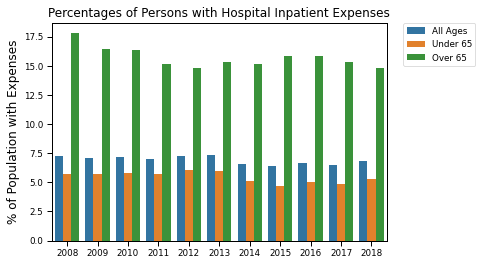 Percentages of Persons with Hospital Inpatient Expenses
All Ages
Under 65
Over 65
% of Population with Expenses
17.5
15.0
12.5
10.0
7.5
5.0
2.5
0.0
2008 2009 2010 2011 2012 2013 2014 2015 2016 2017 2018